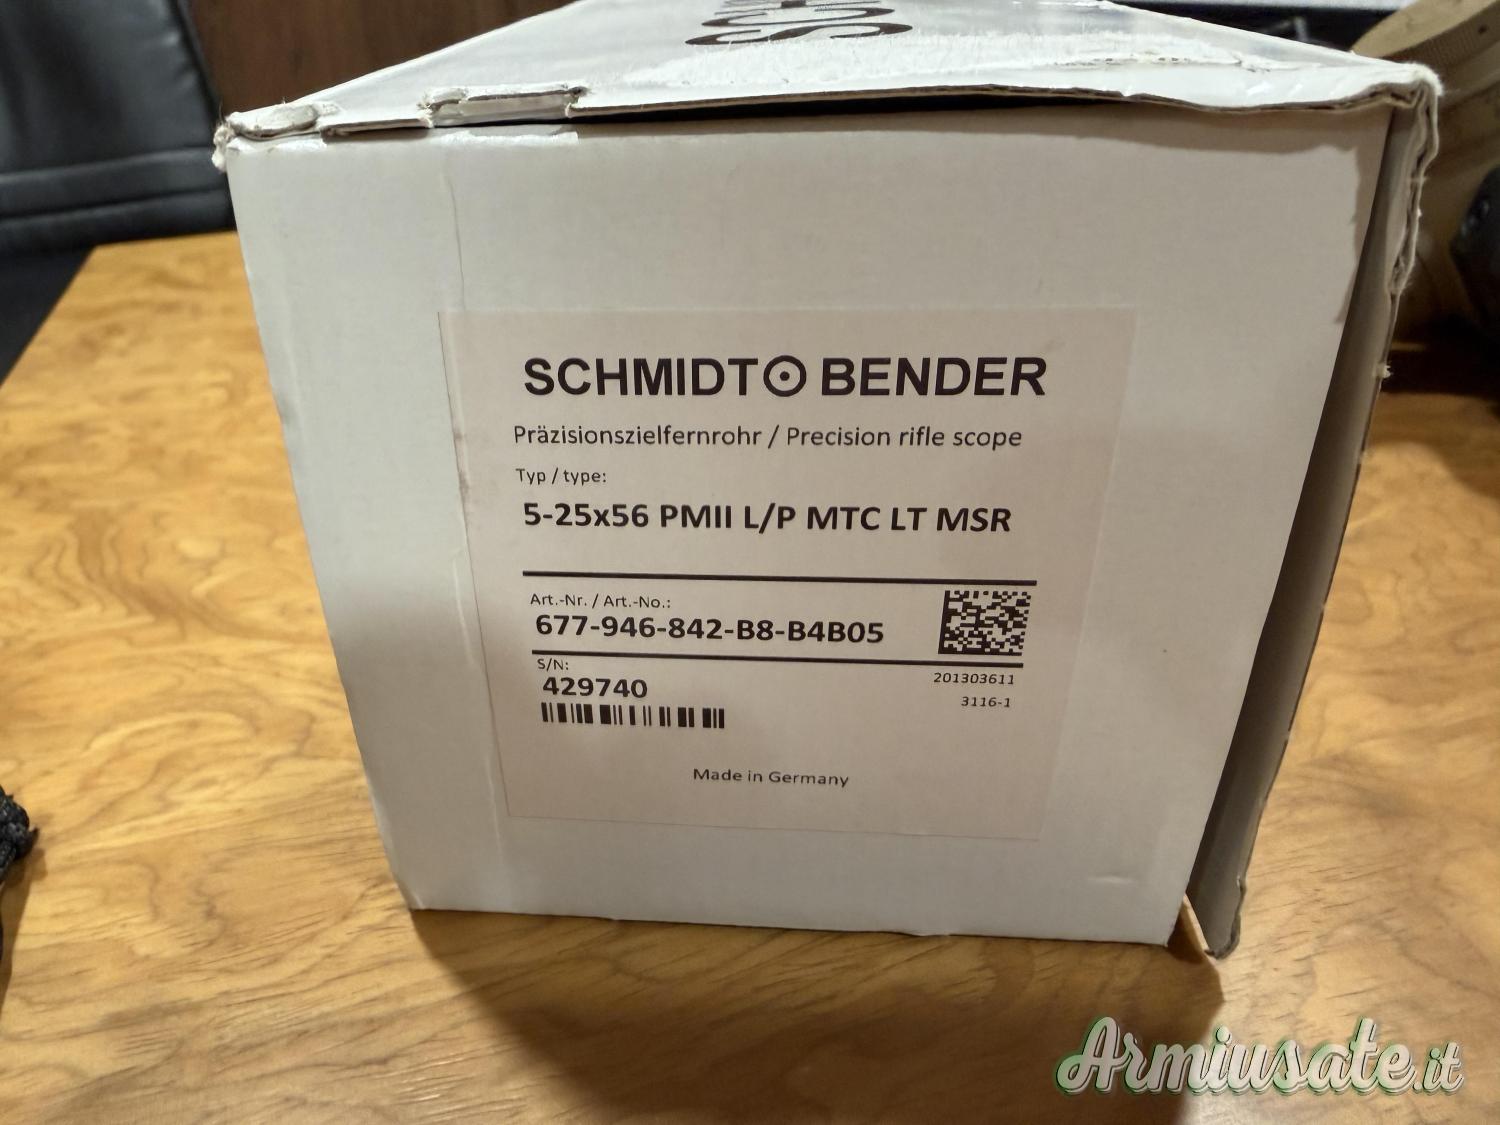 SCHMIDT BENDER
Präzisionszielfernrohr / Precision rifle scope
Typ / type:
5-25x56 PMII L/P MTC LT MSR
Art.-Nr. / Art.-No.:
677-946-842-B8-B4B05
S/N:
429740
201303611
3116-1
Made in Germany
Armiusate.it